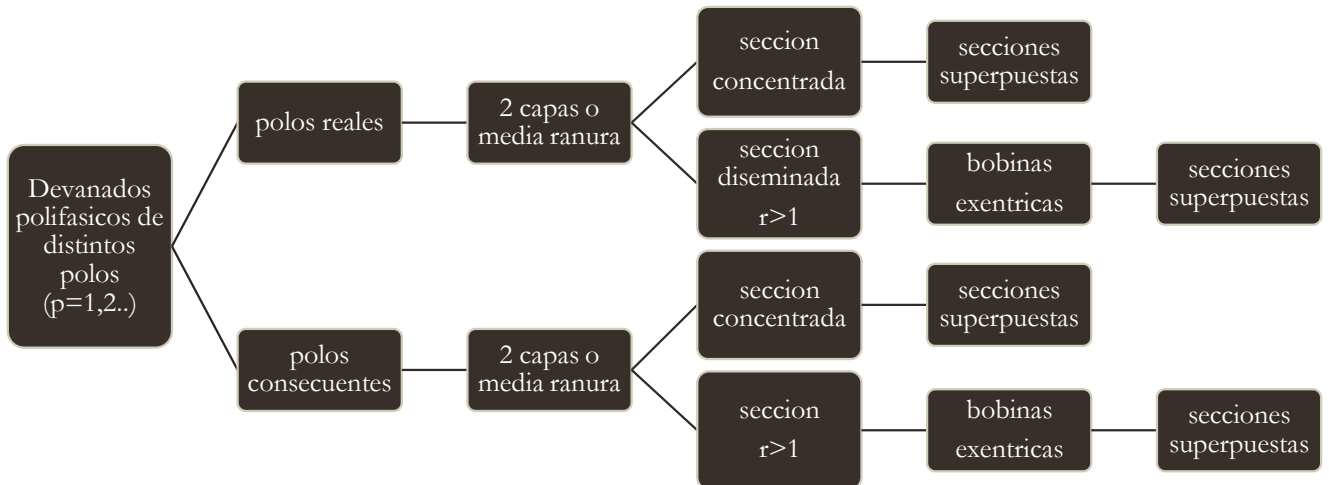 Devanados
polifasicos de
distintos
polos
(p=1,2..)
polos reales
2 capas o
media ranura
seccion
concentrada
secciones
superpuestas
seccion
diseminada
r>1
bobinas
exentricas
secciones
superpuestas
polos
consecuentes
2 capas o
media ranura
seccion
concentrada
secciones
superpuestas
seccion
r>1
bobinas
exentricas
secciones
superpuestas